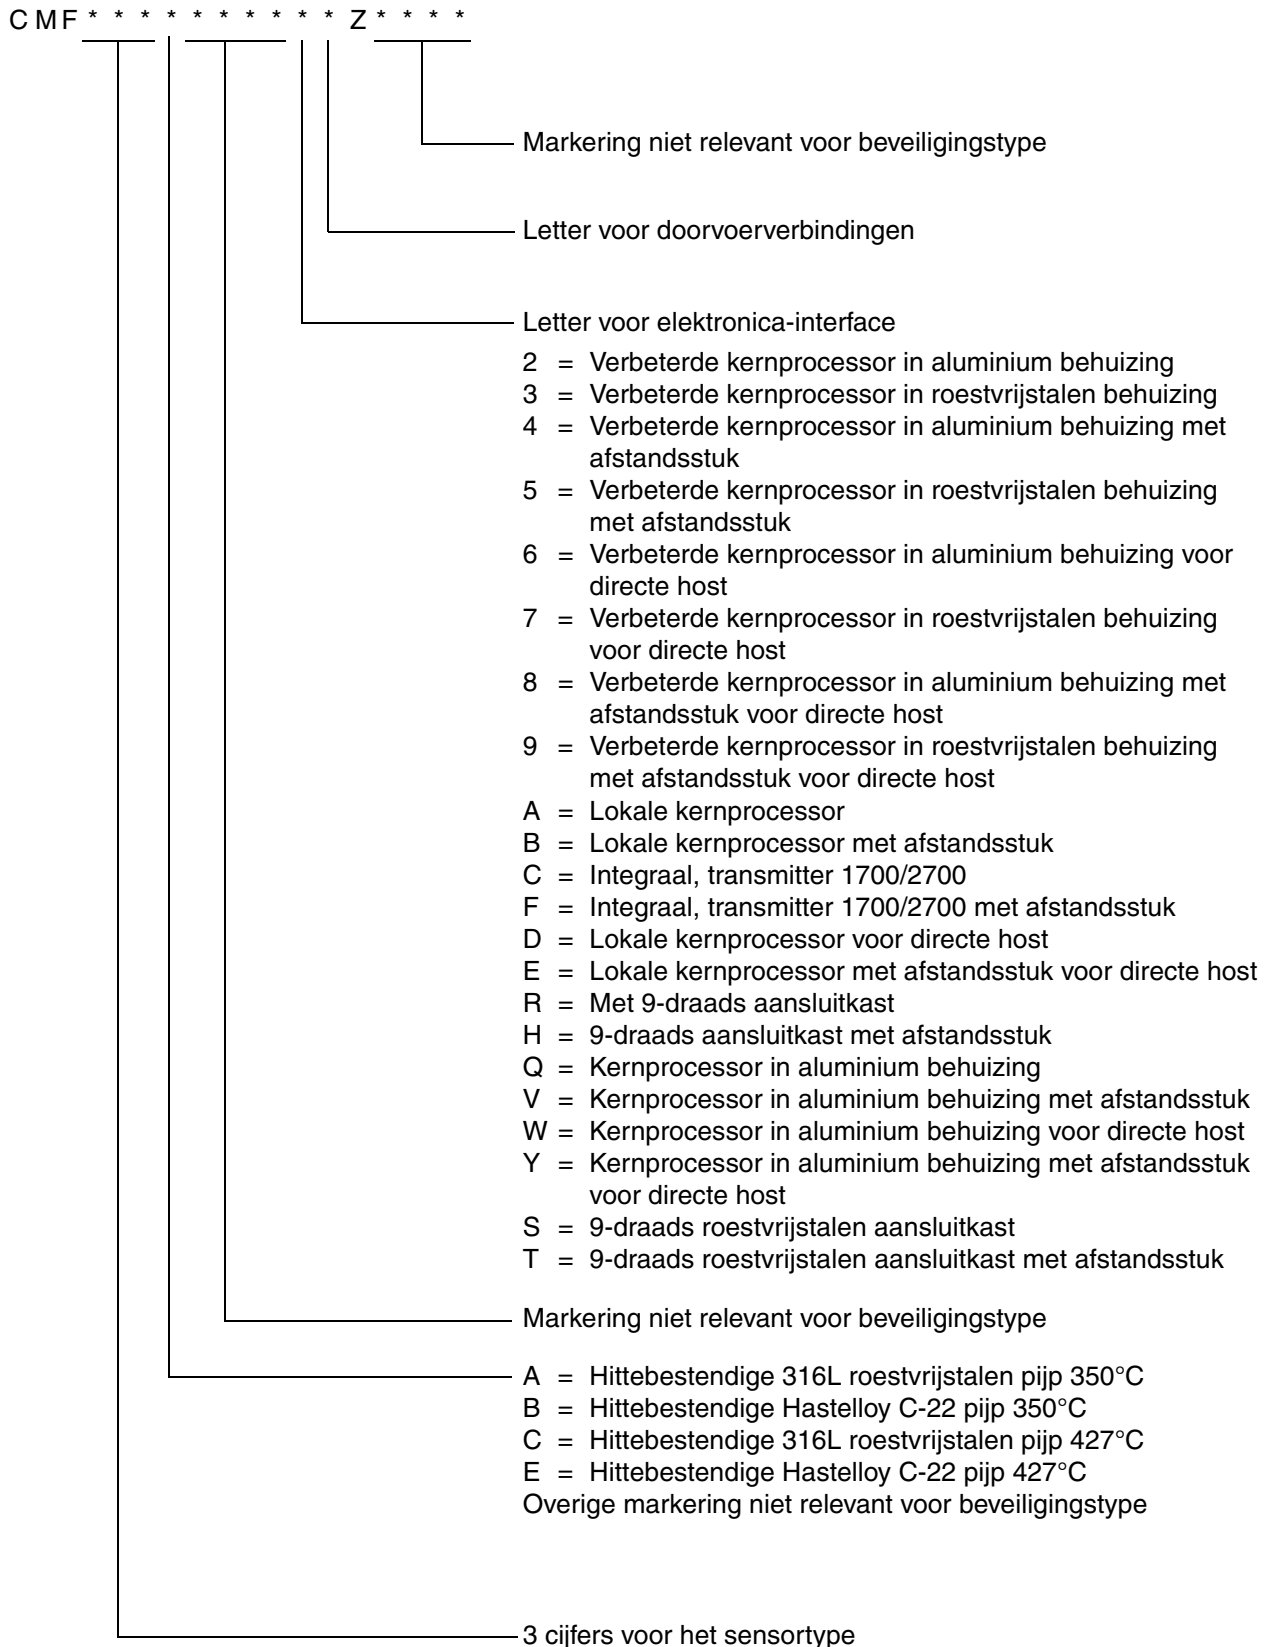 CMF * * * * * * * * * * Z * * * *
Markering niet relevant voor beveiligingstype
Letter voor doorvoerverbindingen
Letter voor elektronica-interface
2 = Verbeterde kernprocessor in aluminium behuizing
3 = Verbeterde kernprocessor in roestvrijstalen behuizing
4 = Verbeterde kernprocessor in aluminium behuizing met
afstandsstuk
5 = Verbeterde kernprocessor in roestvrijstalen behuizing
met afstandsstuk
6 = Verbeterde kernprocessor in aluminium behuizing voor
directe host
7 = Verbeterde kernprocessor in roestvrijstalen behuizing
voor directe host
8 = Verbeterde kernprocessor in aluminium behuizing met
afstandsstuk voor directe host
9 = Verbeterde kernprocessor in roestvrijstalen behuizing
met afstandsstuk voor directe host
A = Lokale kernprocessor
B = Lokale kernprocessor met afstandsstuk
C = Integraal, transmitter 1700/2700
F = Integraal, transmitter 1700/2700 met afstandsstuk
D = Lokale kernprocessor voor directe host
E = Lokale kernprocessor met afstandsstuk voor directe host
R = Met 9-draads aansluitkast
H = 9-draads aansluitkast met afstandsstuk
Q = Kernprocessor in aluminium behuizing
V = Kernprocessor in aluminium behuizing met afstandsstuk
W = Kernprocessor in aluminium behuizing voor directe host
Y = Kernprocessor in aluminium behuizing met afstandsstuk
voor directe host
S = 9-draads roestvrijstalen aansluitkast
T = 9-draads roestvrijstalen aansluitkast met afstandsstuk
Markering niet relevant voor beveiligingstype
A = Hittebestendige 316L roestvrijstalen pijp 350°C
B = Hittebestendige Hastelloy C-22 pijp 350°C
C = Hittebestendige 316L roestvrijstalen pijp 427°C
E = Hittebestendige Hastelloy C-22 pijp 427°C
Overige markering niet relevant voor beveiligingstype
3 cijfers voor het sensortype